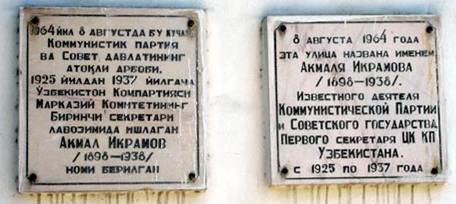 1964 йил 8 августда бу кўча
Коммунистик партия
ва Совет давлатининг
атоқли арбоби,
1925 йилдан 1937 йилгача
Ўзбекистон Компартияси
Марказий Комитетининг
Биринчи секретари
лавозимида ишлаган
Акмал Икрамов
/1898–1938/
номи берилган
8 августа 1964 года
эта улица названа именем
Акмаля Икрамова
/1898–1938/.
Известного деятеля
Коммунистической Партии
и Советского государства
Первого секретаря ЦК КП
Узбекистана.
с 1925 по 1937 года